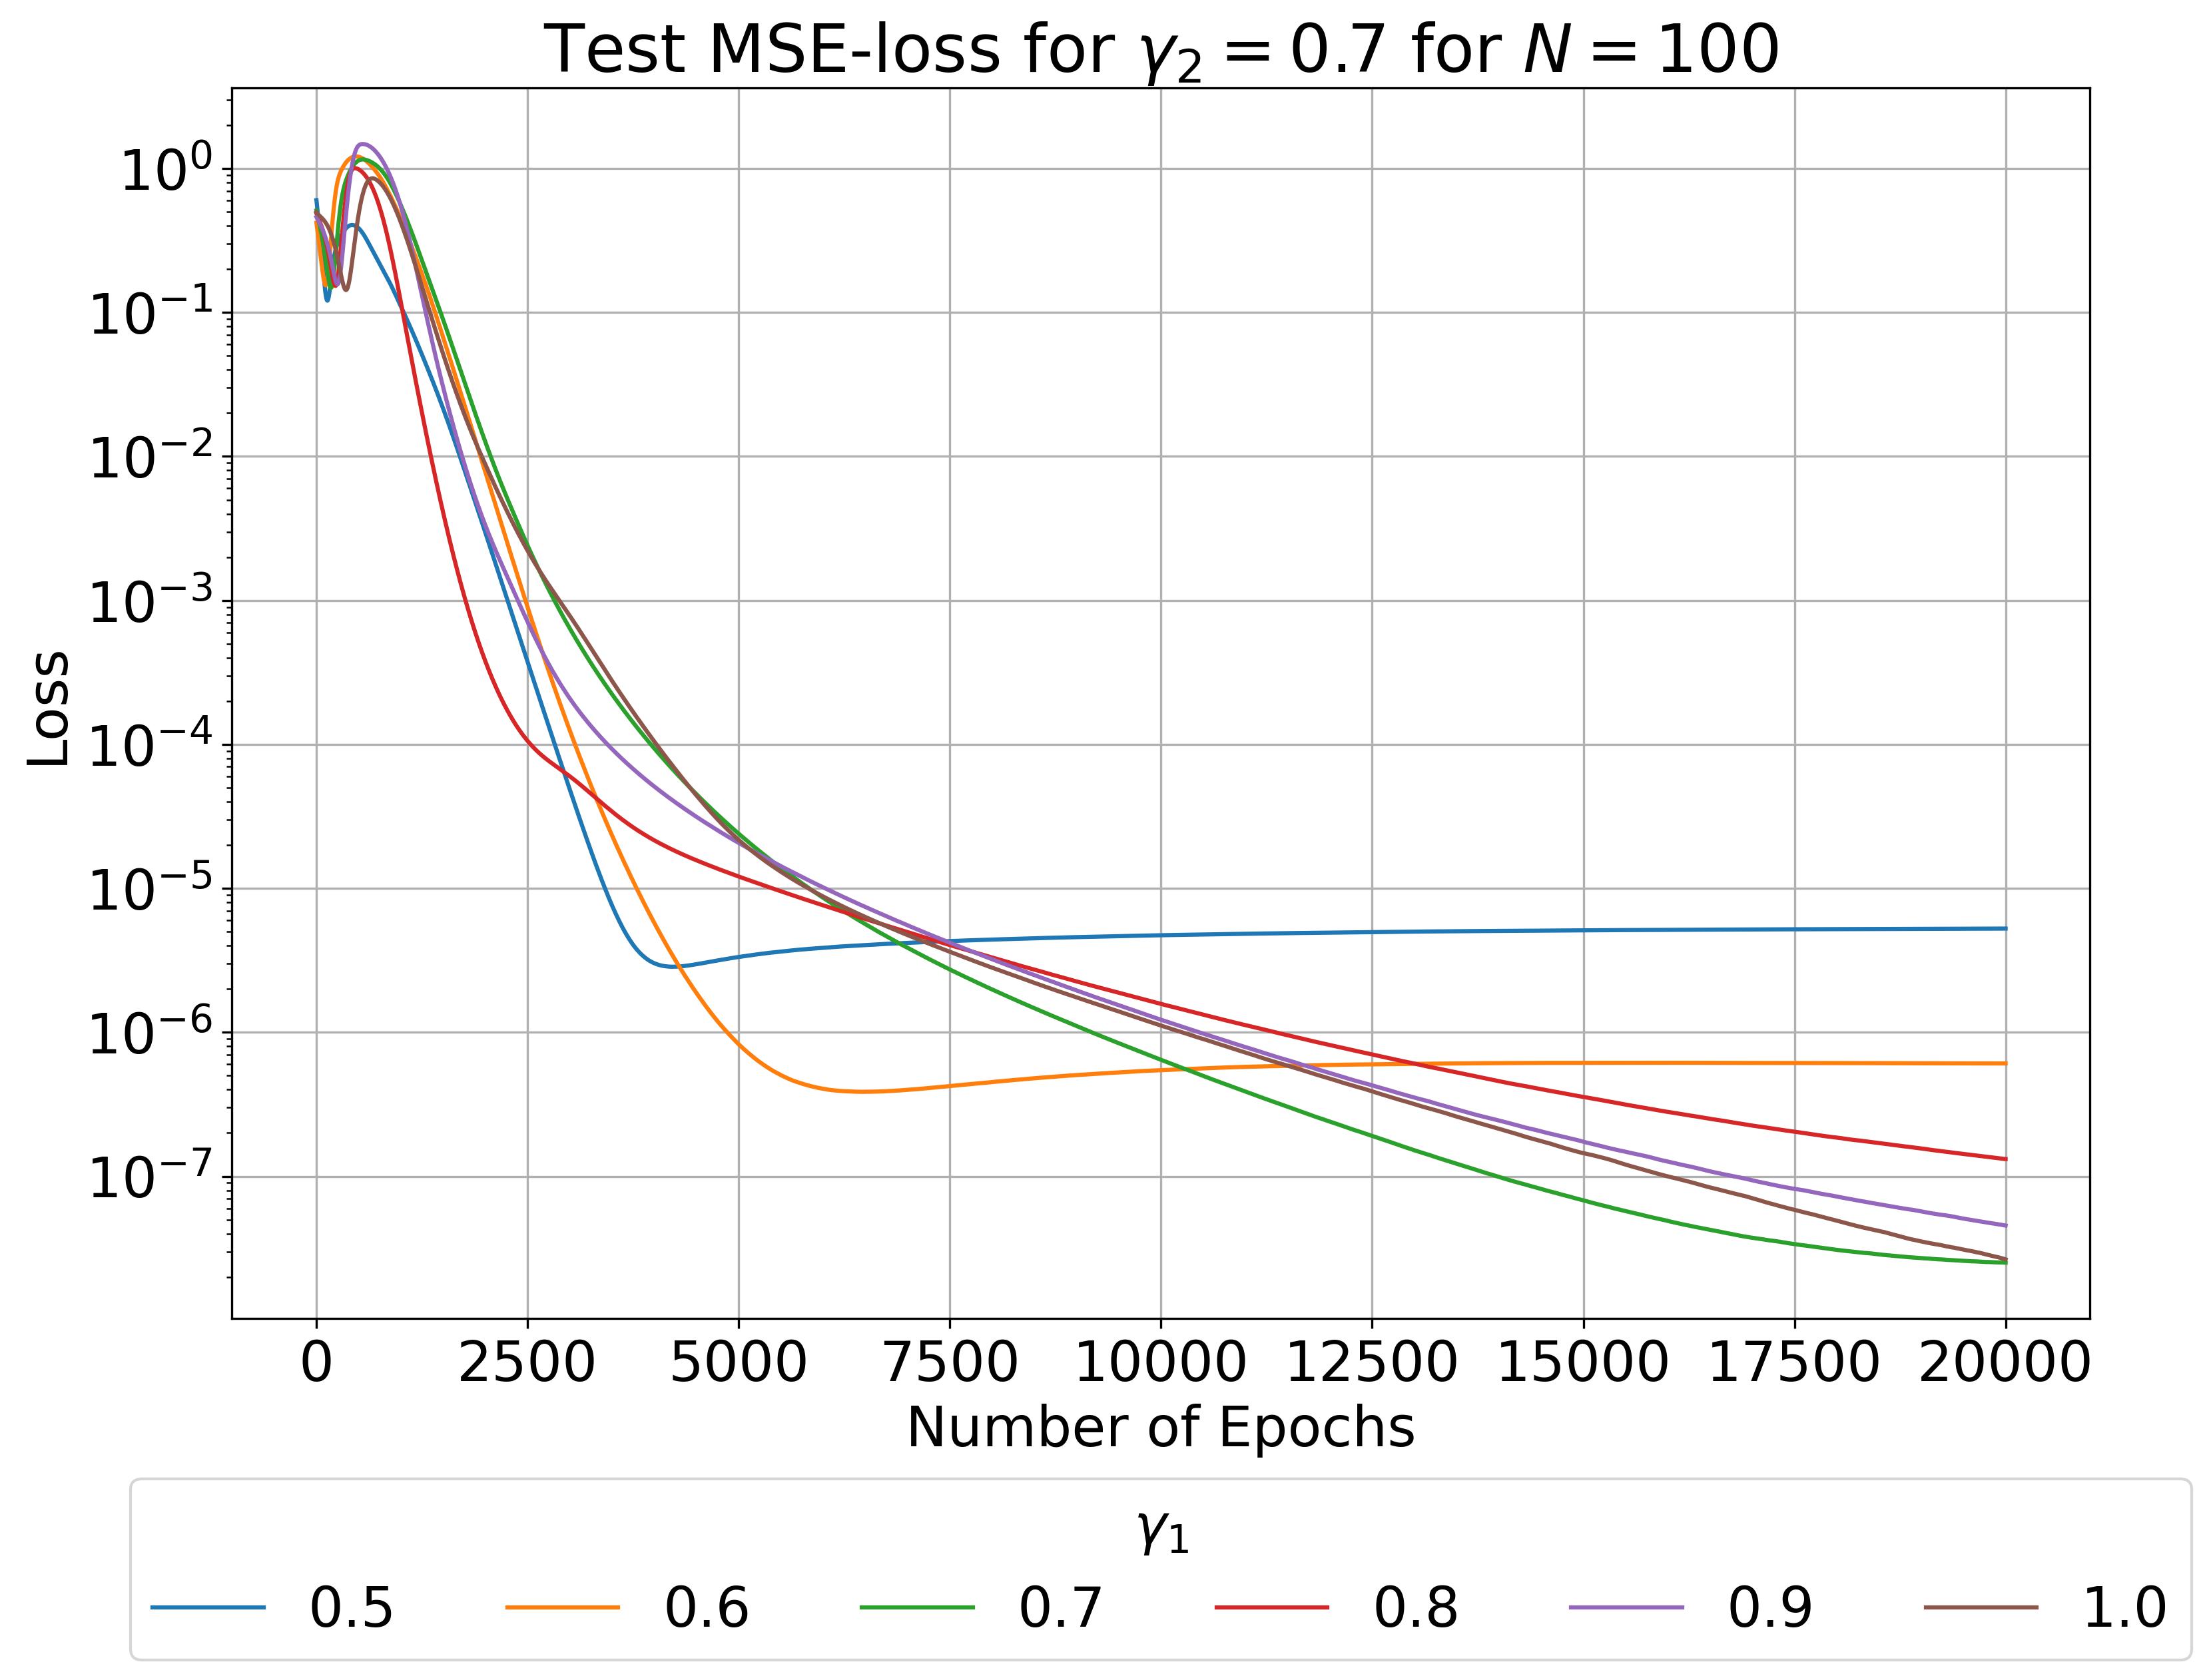 Test MSE-loss for γ₂ = 0.7 for N = 100
Loss
10⁰
10⁻¹
10⁻²
10⁻³
10⁻⁴
10⁻⁵
10⁻⁶
10⁻⁷
0 2500 5000 7500 10000 12500 15000 17500 20000
Number of Epochs
γ₁
0.5 0.6 0.7 0.8 0.9 1.0